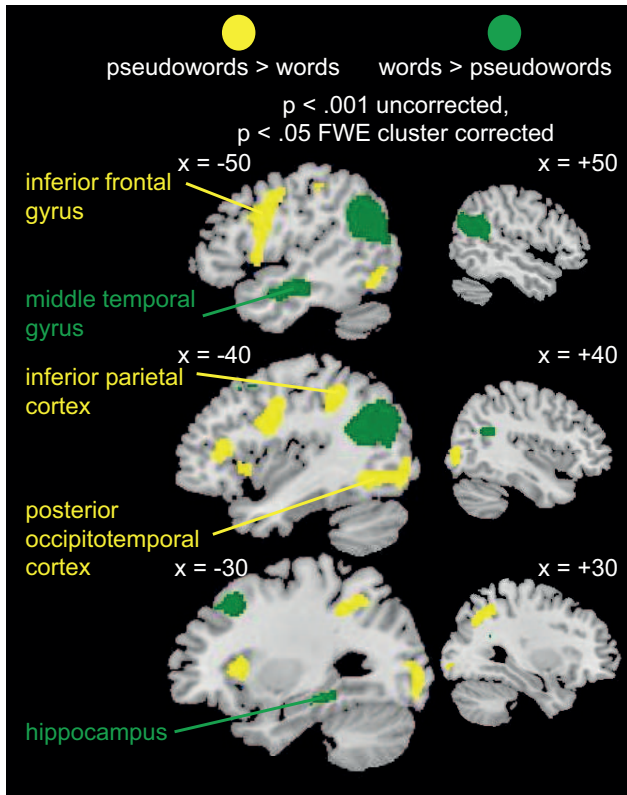 pseudowords > words
words > pseudowords
p < .001 uncorrected,
p < .05 FWE cluster corrected
x = -50
x = +50
inferior frontal
gyrus
middle temporal
gyrus
x = -40
x = +40
inferior parietal
cortex
posterior
occipitotemporal
cortex
x = -30
x = +30
hippocampus